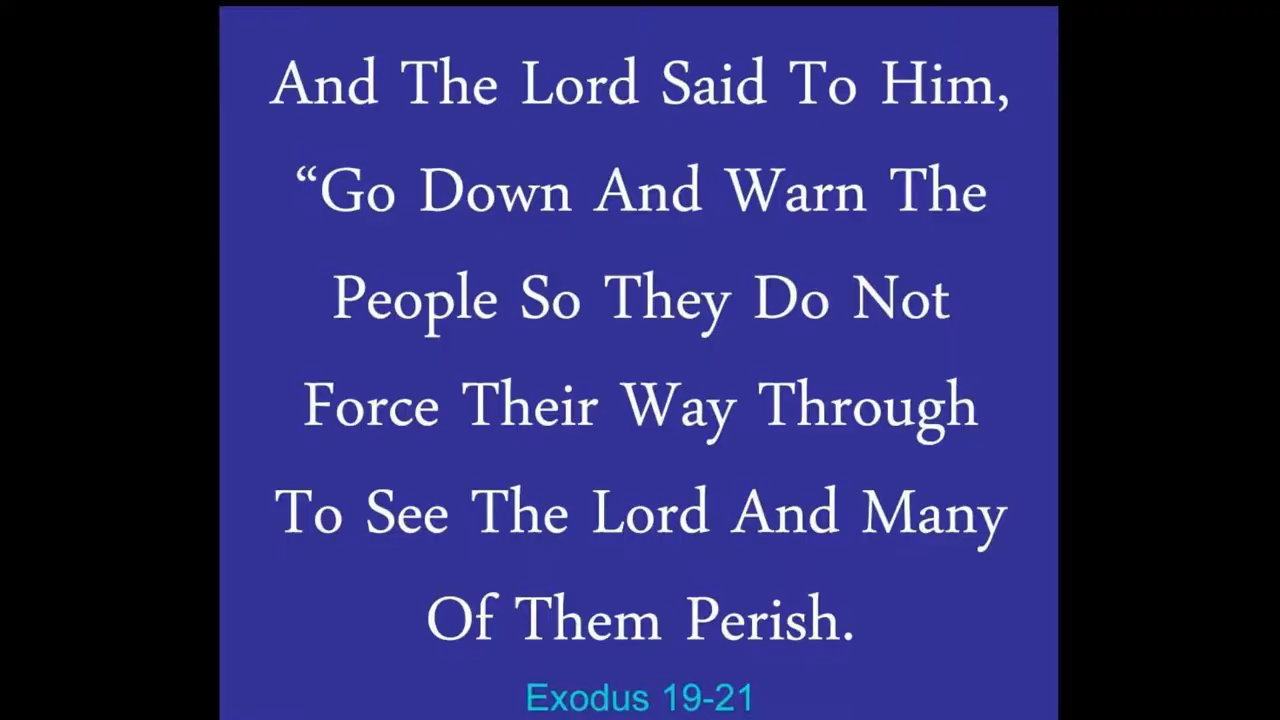 And The Lord Said To Him,
“Go Down And Warn The
People So They Do Not
Force Their Way Through
To See The Lord And Many
Of Them Perish.
Exodus 19-21